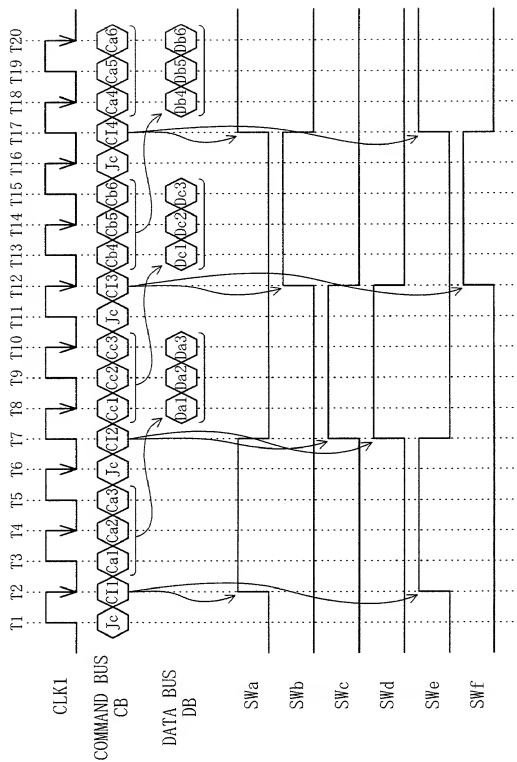 T1 T2 T3 T4 T5 T6 T7 T8 T9 T10 T11 T12 T13 T14 T15 T16 T17 T18 T19 T20
CLK1
COMMAND BUS
CB
Jc CI1 Ca1 Ca2 Ca3 Jc CI2 Cc1 Cc2 Cc3 Jc CI3 Cb4 Cb5 Cb6 Jc CI4 Ca4 Ca5 Ca6
DATA BUS
DB
Da1 Da2 Da3 Dc1 Dc2 Dc3 Db4 Db5 Db6
SWa
SWb
SWc
SWd
SWe
SWf